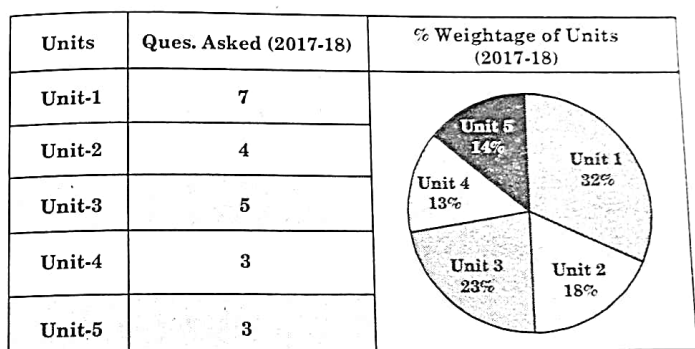 Units
Ques. Asked (2017-18)
% Weightage of Units
(2017-18)
Unit-1
7
Unit-2
4
Unit-3
5
Unit-4
3
Unit-5
3
Unit 5
14%
Unit 1
32%
Unit 4
13%
Unit 3
23%
Unit 2
18%